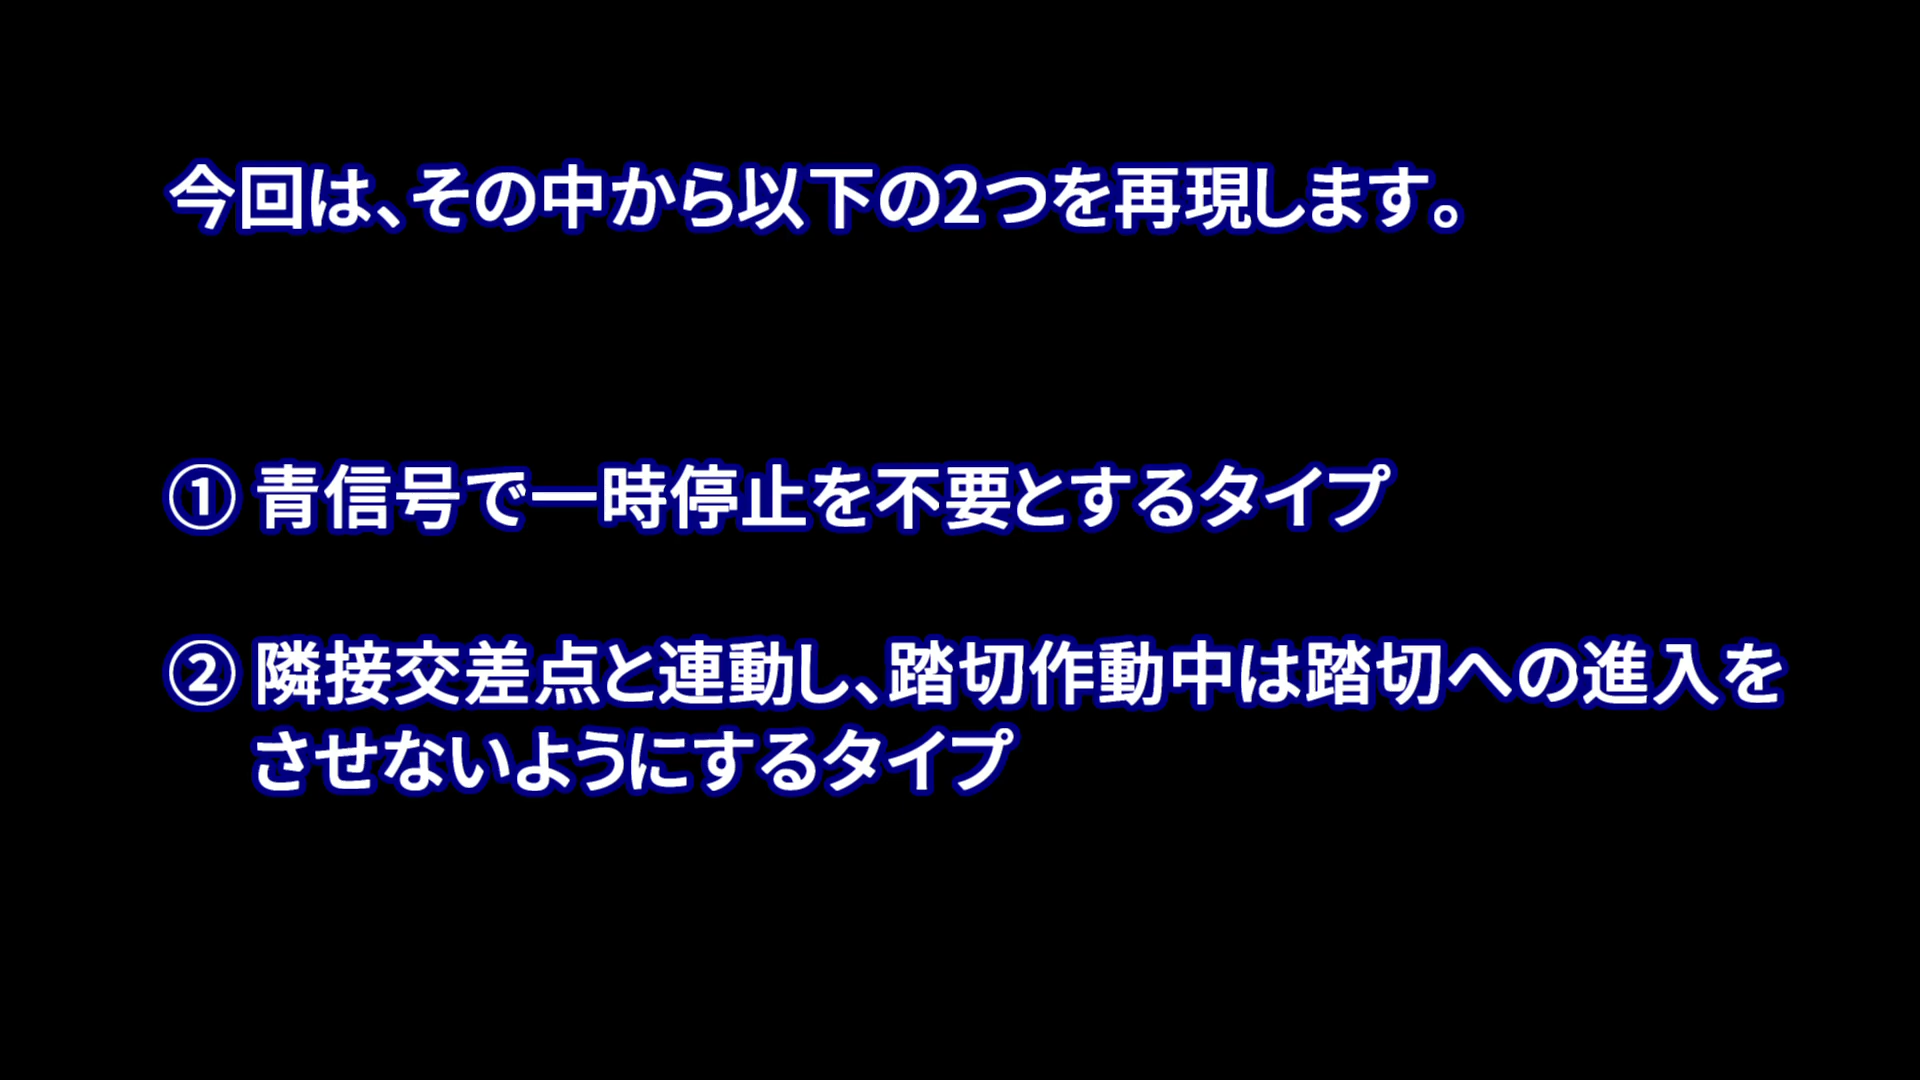 今回は、その中から以下の2つを再現します。
① 青信号で一時停止を不要とするタイプ
② 隣接交差点と連動し、踏切作動中は踏切への進入を
させないようにするタイプ